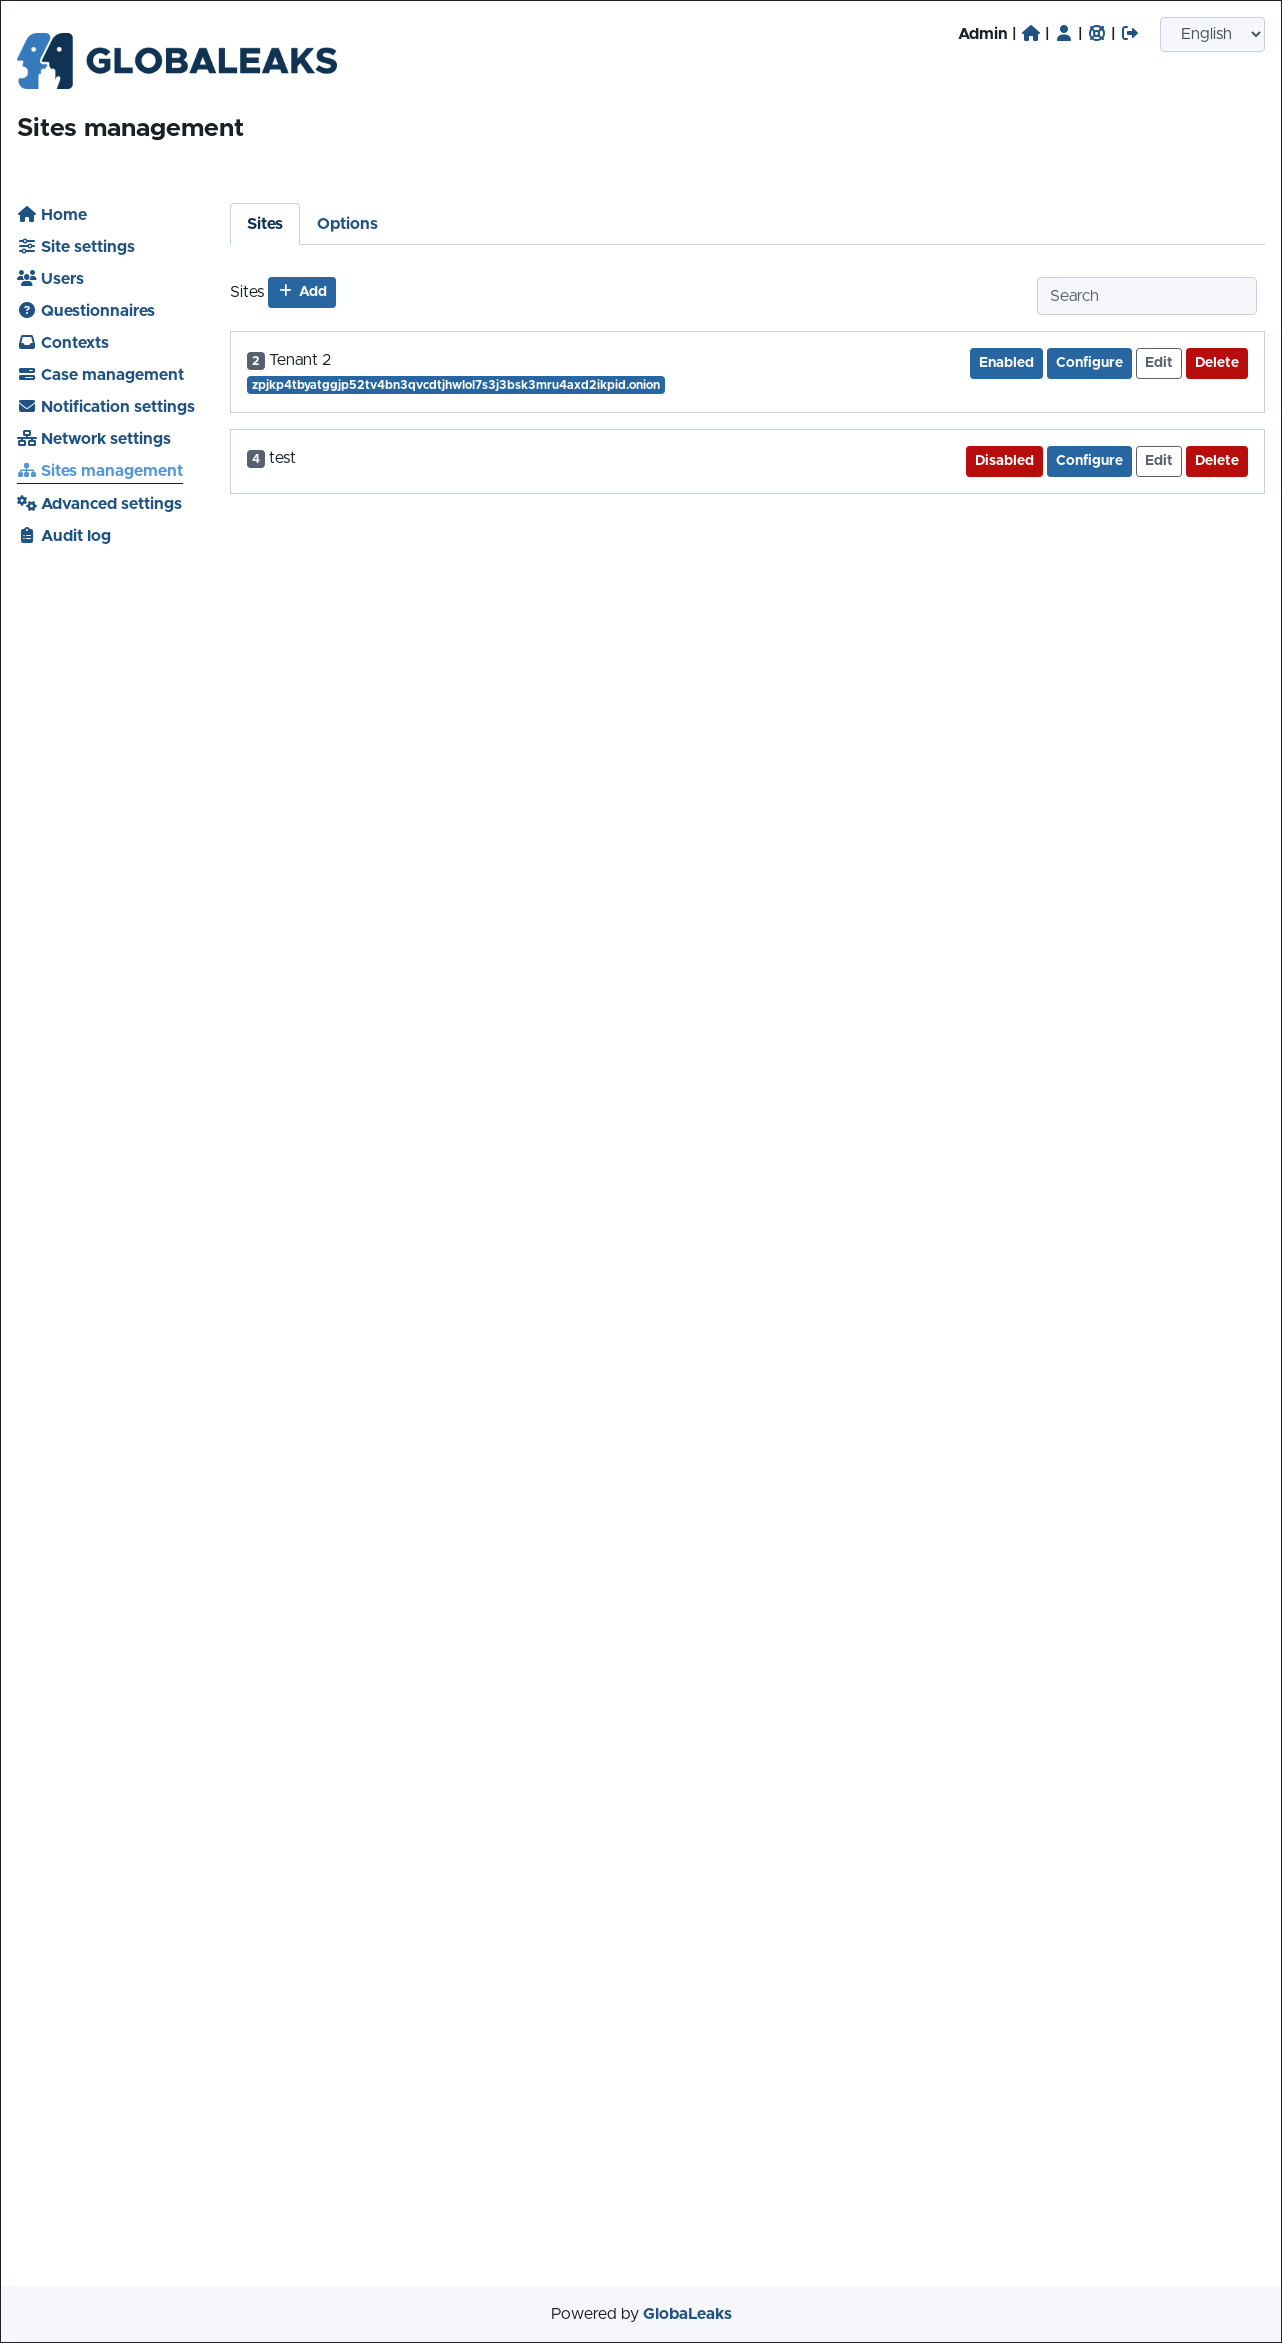 Admin | | | |
English
GLOBALEAKS
Sites management
Home
Site settings
Users
Questionnaires
Contexts
Case management
Notification settings
Network settings
Sites management
Advanced settings
Audit log
Sites Options
Sites + Add
Search
2 Tenant 2
Enabled Configure Edit Delete
zpjkp4tbyatggjp52tv4bn3qvcdtjhwlol7s3j3bsk3mru4axd2ikpid.onion
4 test
Disabled Configure Edit Delete
Powered by GlobaLeaks